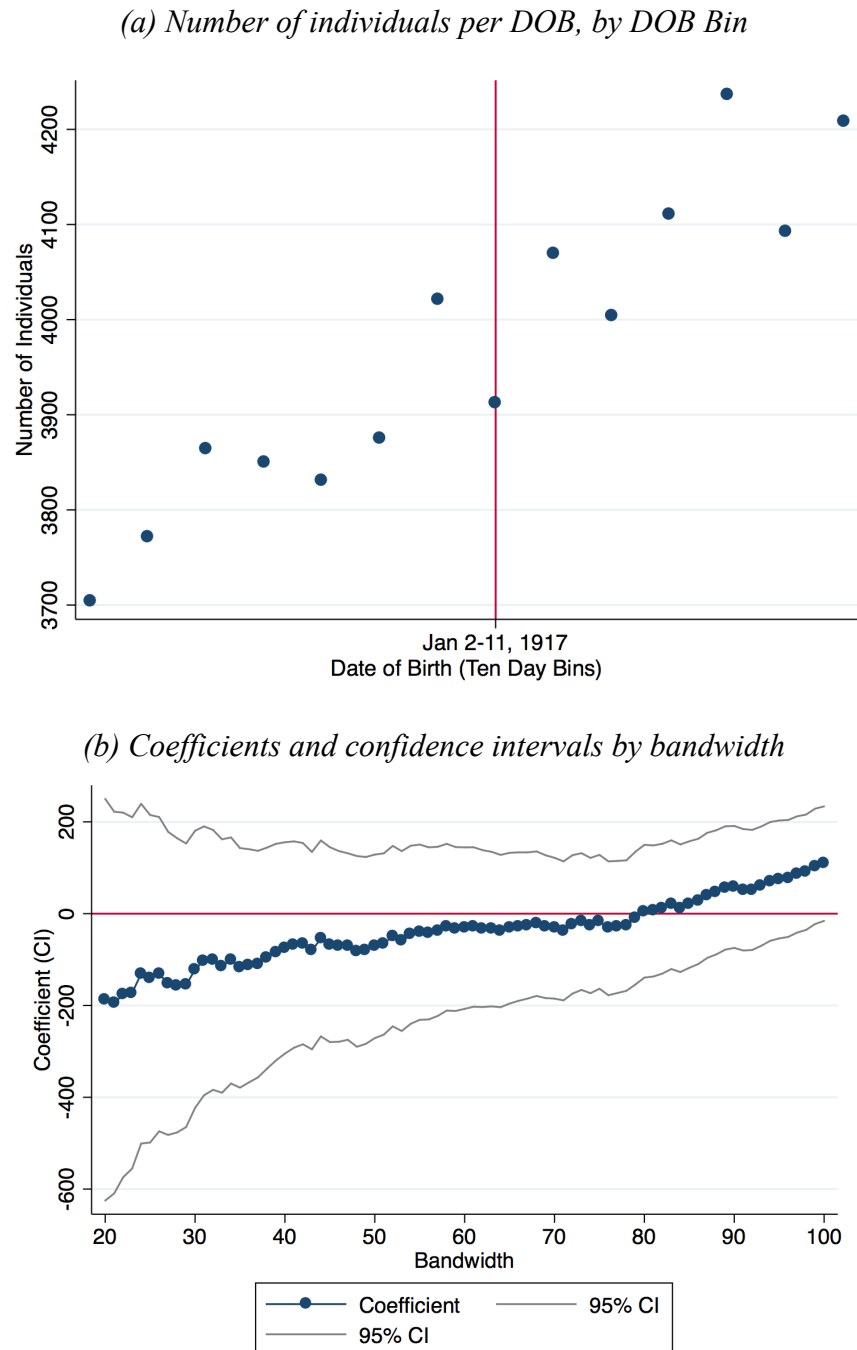 (a) Number of individuals per DOB, by DOB Bin
Number of Individuals
4200
4100
4000
3900
3800
3700
Jan 2-11, 1917
Date of Birth (Ten Day Bins)
(b) Coefficients and confidence intervals by bandwidth
Coefficient (CI)
200
0
-200
-400
-600
20 30 40 50 60 70 80 90 100
Bandwidth
Coefficient 95% CI
95% CI